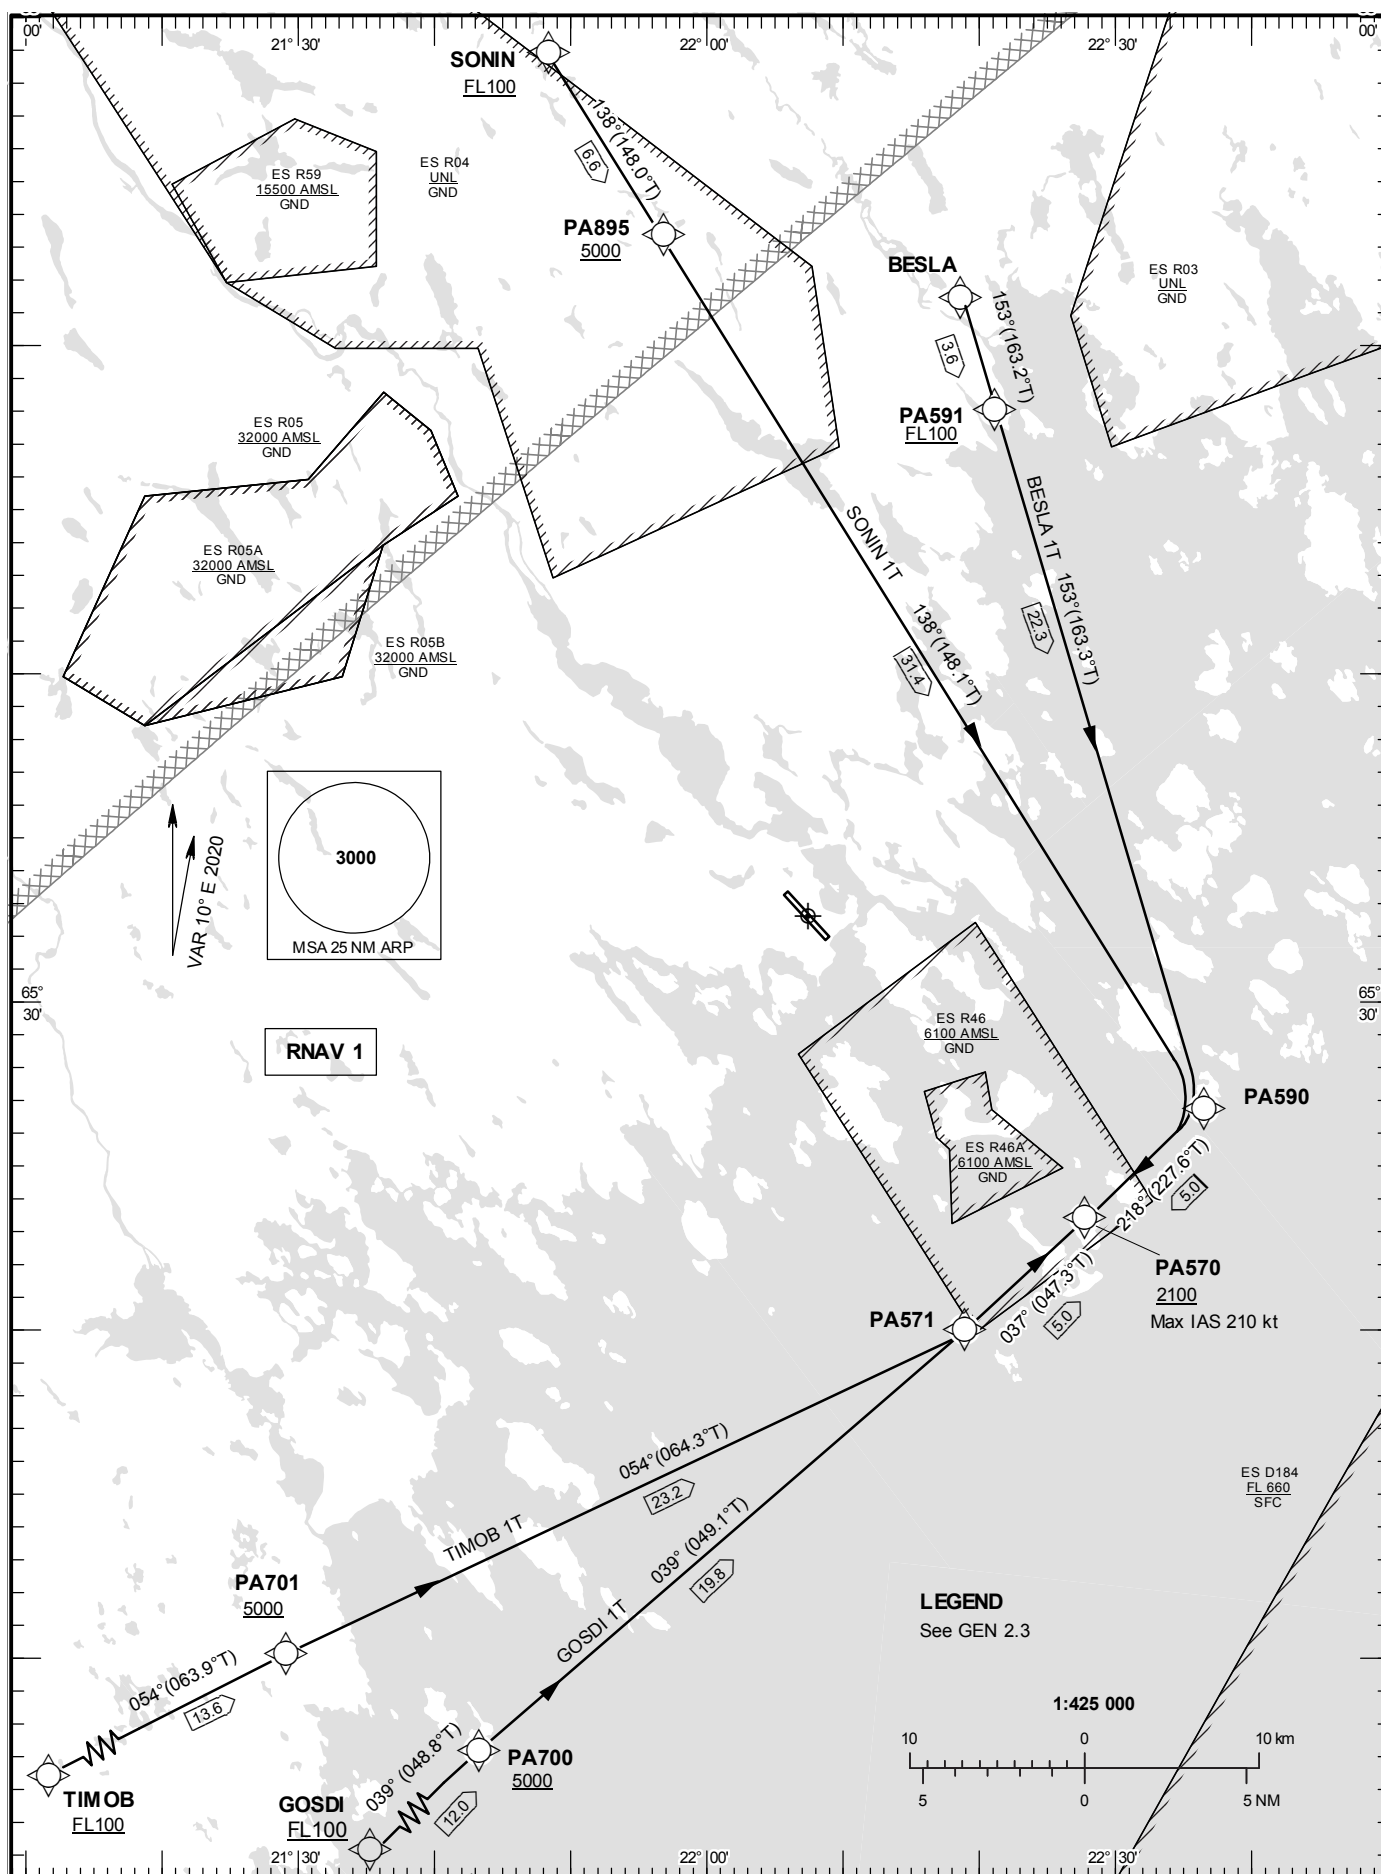 00'
21° 30'
22° 00'
22° 30'
00'
SONIN
FL100
138°(148.0°T)
6.6
ES R59
15500 AMSL
GND
ES R04
UNL
GND
PA895
5000
BESLA
153°(163.2°T)
3.6
ES R03
UNL
GND
PA591
FL100
ES R05
32000 AMSL
GND
BESLA 1T
153°(163.3°T)
22.3
SONIN 1T
138°(148.1°T)
31.4
ES R05A
32000 AMSL
GND
ES R05B
32000 AMSL
GND
VAR 10° E 2020
3000
MSA 25 NM ARP
65°
30'
65°
30'
RNAV 1
ES R46
6100 AMSL
GND
PA590
ES R46A
6100 AMSL
GND
218° (227.6°T)
5.0
PA570
2100
Max IAS 210 kt
037° (047.3°T)
5.0
PA571
054°(064.3°T)
23.2
TIMOB 1T
039° (049.1°T)
19.8
GOSDI 1T
ES D184
FL 660
SFC
PA701
5000
054°(063.9°T)
13.6
LEGEND
See GEN 2.3
1:425 000
10 0 10 km
5 0 5 NM
039° (048.8°T)
12.0
PA700
5000
TIMOB
FL100
GOSDI
FL100
21° 30'
22° 00'
22° 30'